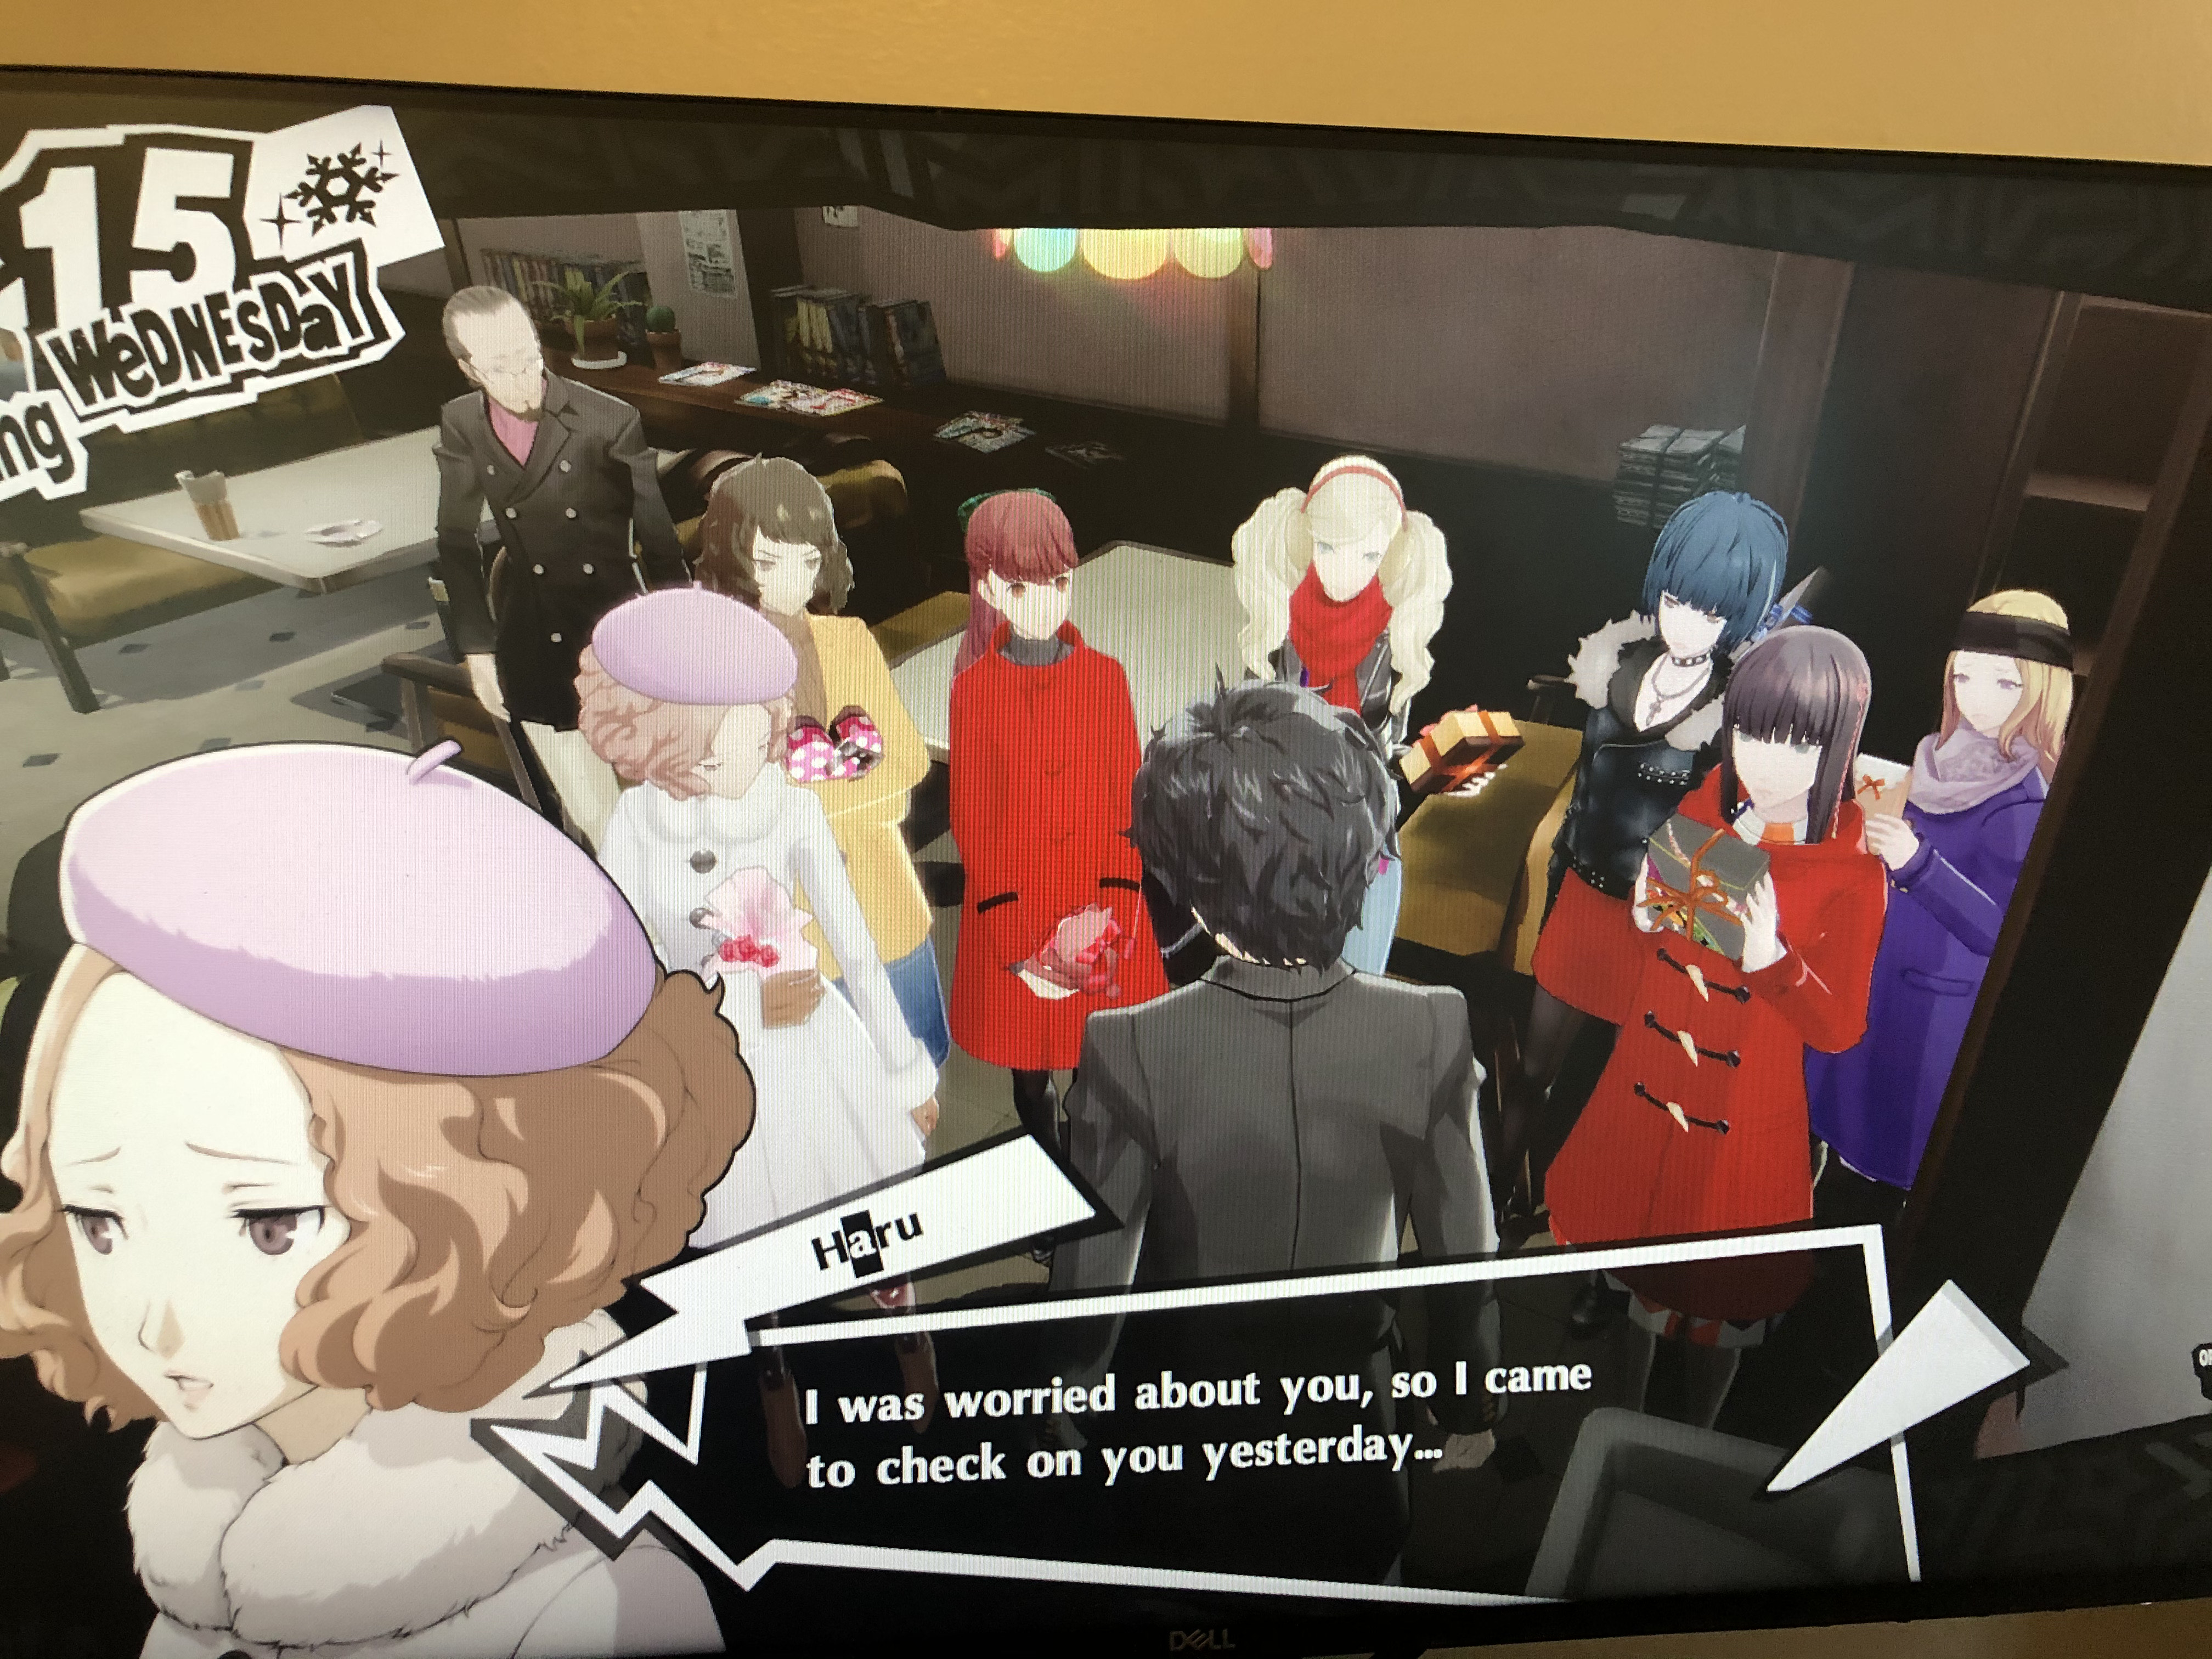 15
WeDNESDaY
ng
Haru
I was worried about you, so I came
to check on you yesterday...
DELL